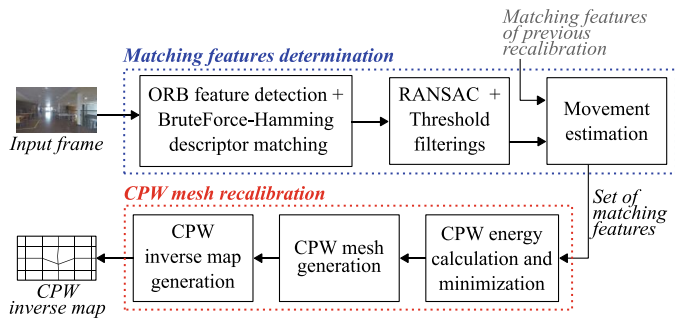 Matching features
of previous
recalibration
Matching features determination
ORB feature detection +
BruteForce-Hamming
descriptor matching
RANSAC +
Threshold
filterings
Movement
estimation
Input frame
Set of
matching
features
CPW mesh recalibration
CPW
inverse map
generation
CPW mesh
generation
CPW energy
calculation and
minimization
CPW
inverse map